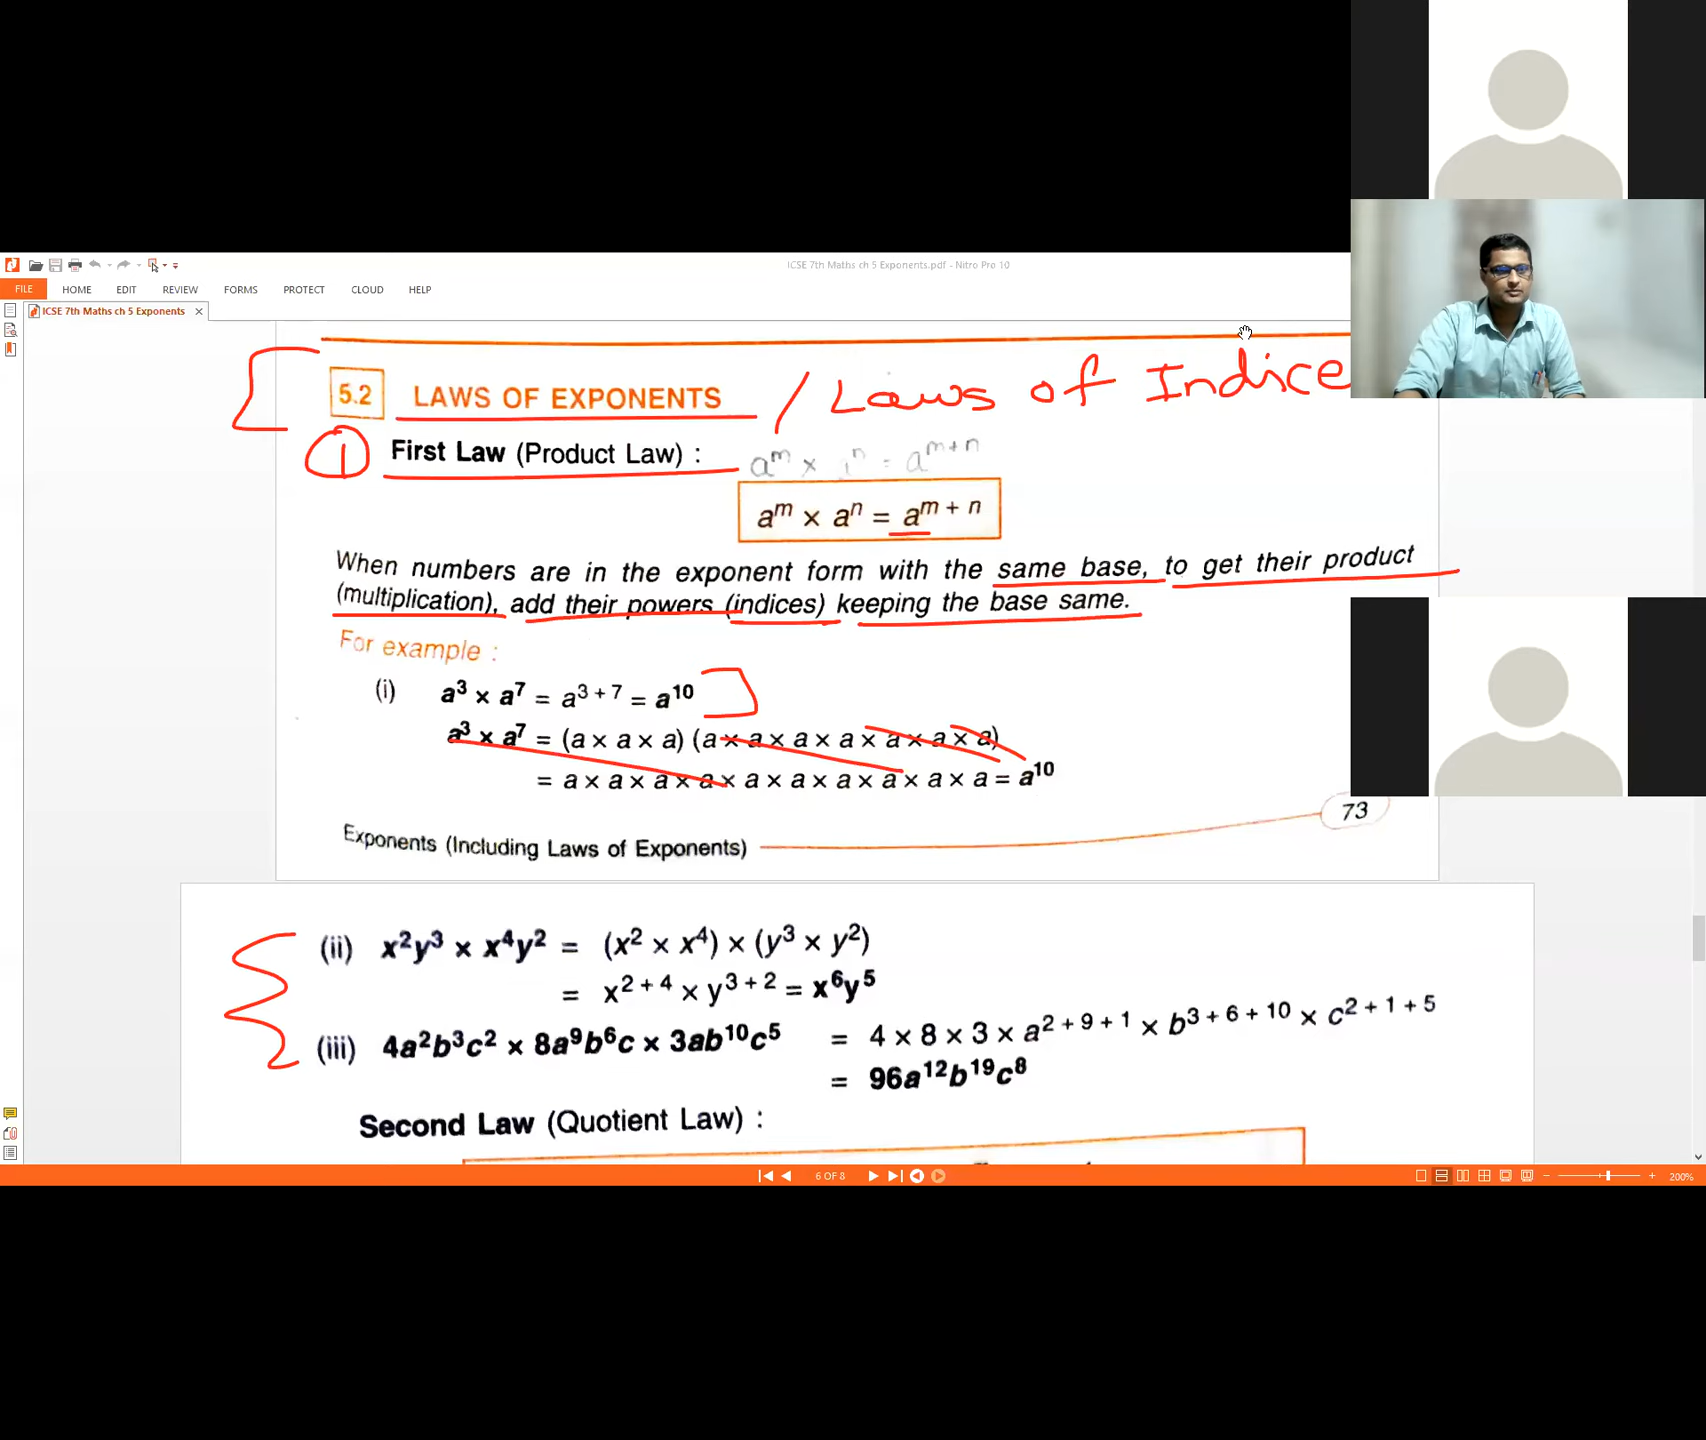 ICSE 7th Maths ch 5 Exponents.pdf - Nitro Pro 10
FILE HOME EDIT REVIEW FORMS PROTECT CLOUD HELP
ICSE 7th Maths ch 5 Exponents ×
5.2 LAWS OF EXPONENTS / Laws of Indice
① First Law (Product Law) :
aᵐ × ⁿ = aᵐ⁺ⁿ
aᵐ × aⁿ = aᵐ ⁺ ⁿ
When numbers are in the exponent form with the same base, to get their product
(multiplication), add their powers (indices) keeping the base same.
For example :
(i) a³ × a⁷ = a³ ⁺ ⁷ = a¹⁰
a³ × a⁷ = (a × a × a) (a × a × a × a × a × a × a)
= a × a × a × a × a × a × a × a × a × a = a¹⁰
73
Exponents (Including Laws of Exponents)
(ii) x²y³ × x⁴y² = (x² × x⁴) × (y³ × y²)
= x² ⁺ ⁴ × y³ ⁺ ² = x⁶y⁵
(iii) 4a²b³c² × 8a⁹b⁶c × 3ab¹⁰c⁵ = 4 × 8 × 3 × a² ⁺ ⁹ ⁺ ¹ × b³ ⁺ ⁶ ⁺ ¹⁰ × c² ⁺ ¹ ⁺ ⁵
= 96a¹²b¹⁹c⁸
Second Law (Quotient Law) :
6 OF 8
200%